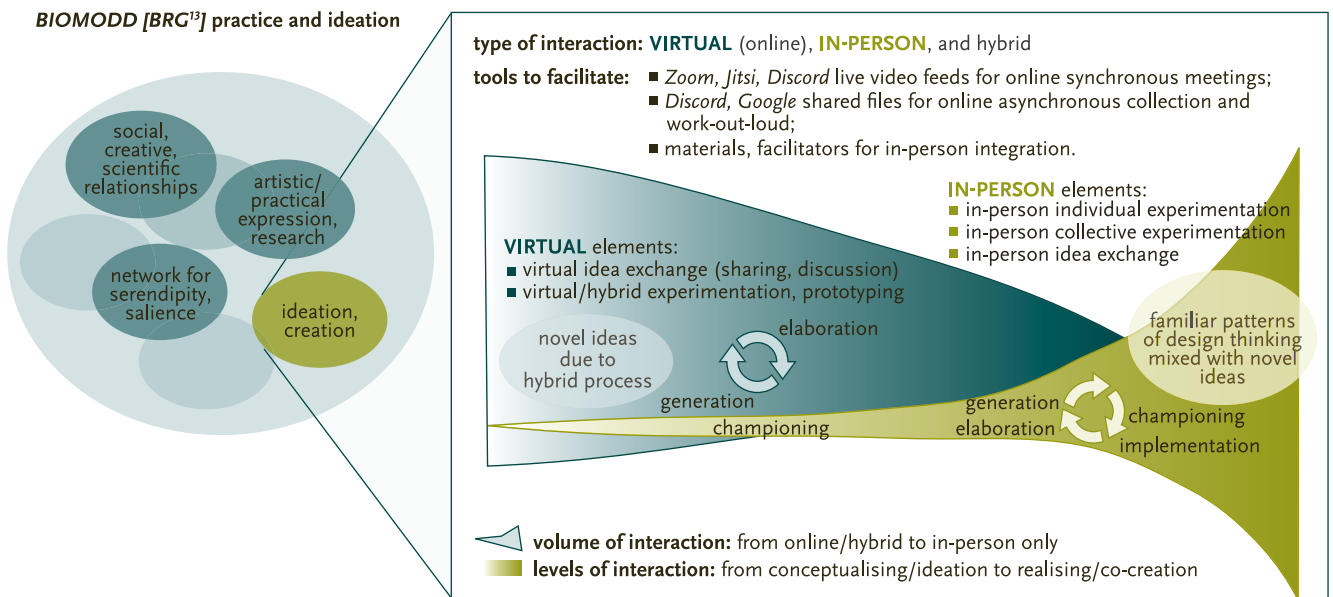 BIOMODD [BRG¹³] practice and ideation
social,
creative,
scientific
relationships
artistic/
practical
expression,
research
network for
serendipity,
salience
ideation,
creation
type of interaction: VIRTUAL (online), IN-PERSON, and hybrid
tools to facilitate:
■ Zoom, Jitsi, Discord live video feeds for online synchronous meetings;
■ Discord, Google shared files for online asynchronous collection and
work-out-loud;
■ materials, facilitators for in-person integration.
IN-PERSON elements:
■ in-person individual experimentation
■ in-person collective experimentation
■ in-person idea exchange
VIRTUAL elements:
■ virtual idea exchange (sharing, discussion)
■ virtual/hybrid experimentation, prototyping
novel ideas
due to
hybrid process
elaboration
generation
championing
familiar patterns
of design thinking
mixed with novel
ideas
generation
elaboration
championing
implementation
volume of interaction: from online/hybrid to in-person only
levels of interaction: from conceptualising/ideation to realising/co-creation